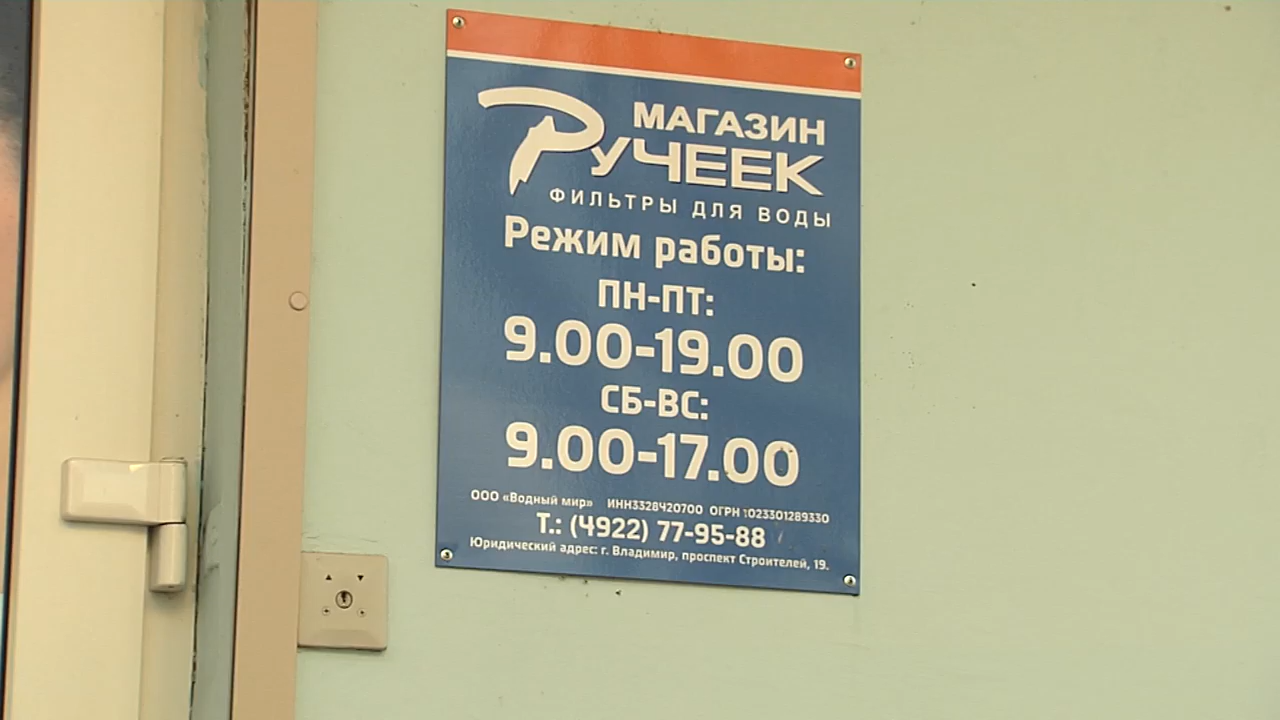 МАГАЗИН
РУЧЕЕК
ФИЛЬТРЫ ДЛЯ ВОДЫ
Режим работы:
ПН-ПТ:
9.00-19.00
СБ-ВС:
9.00-17.00
ООО «Водный мир» ИНН3328420700 ОГРН 1023301289330
Т.: (4922) 77-95-88
Юридический адрес: г. Владимир, проспект Строителей, 19.